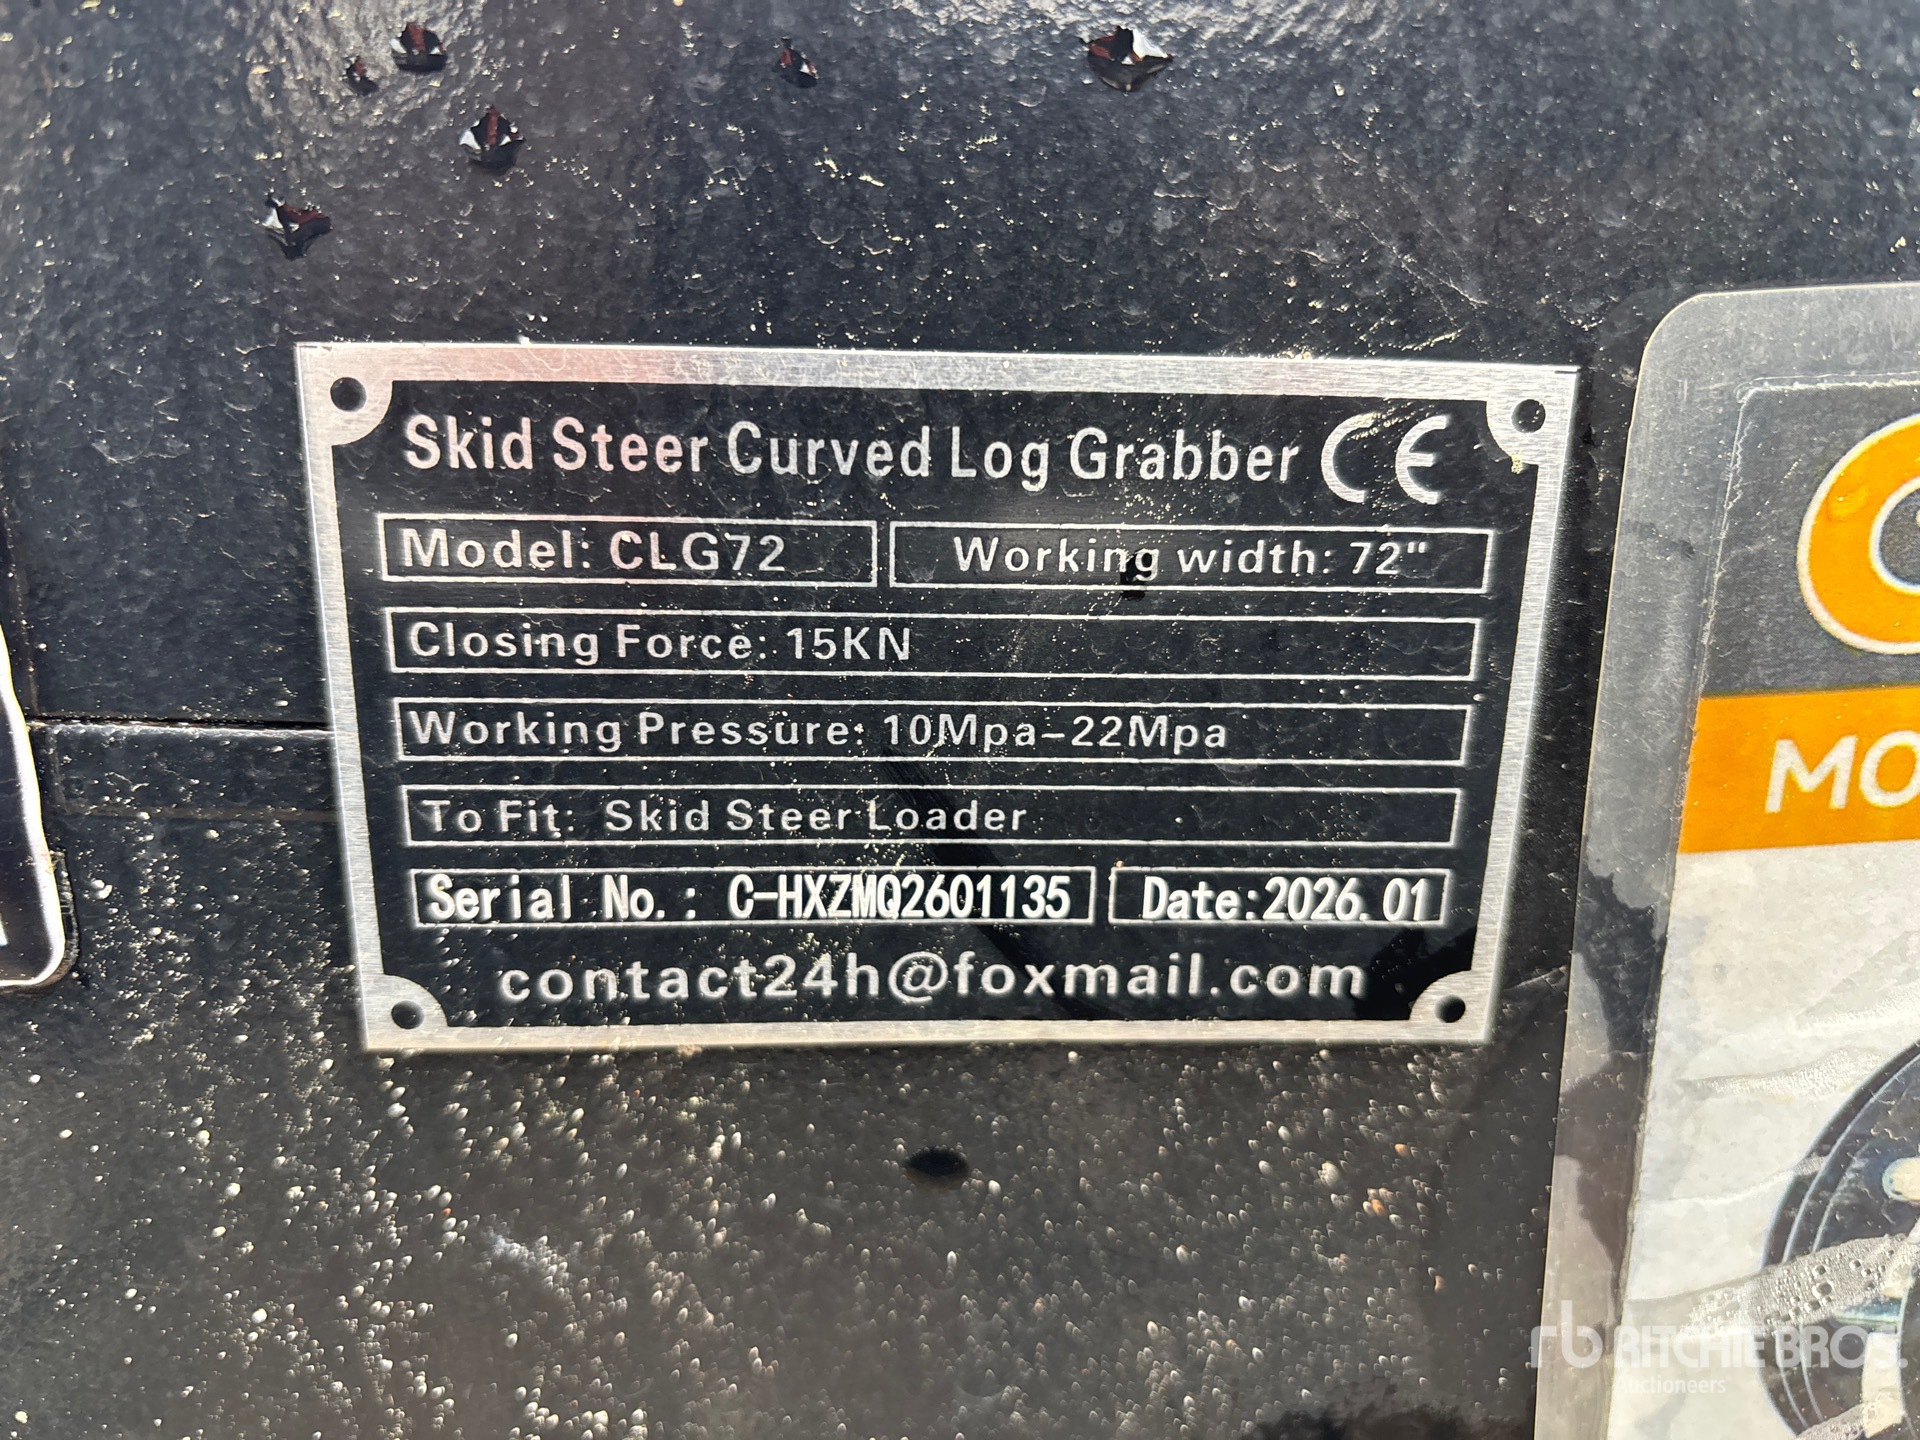 Skid Steer Curved Log Grabber CE
Model: CLG72
Working width: 72"
Closing Force: 15KN
Working Pressure: 10Mpa-22Mpa
To Fit: Skid Steer Loader
Serial No.: C-HXZMQ2601135
Date:2026.01
contact24h@foxmail.com
MO
rb RITCHIE BROS.
Auctioneers